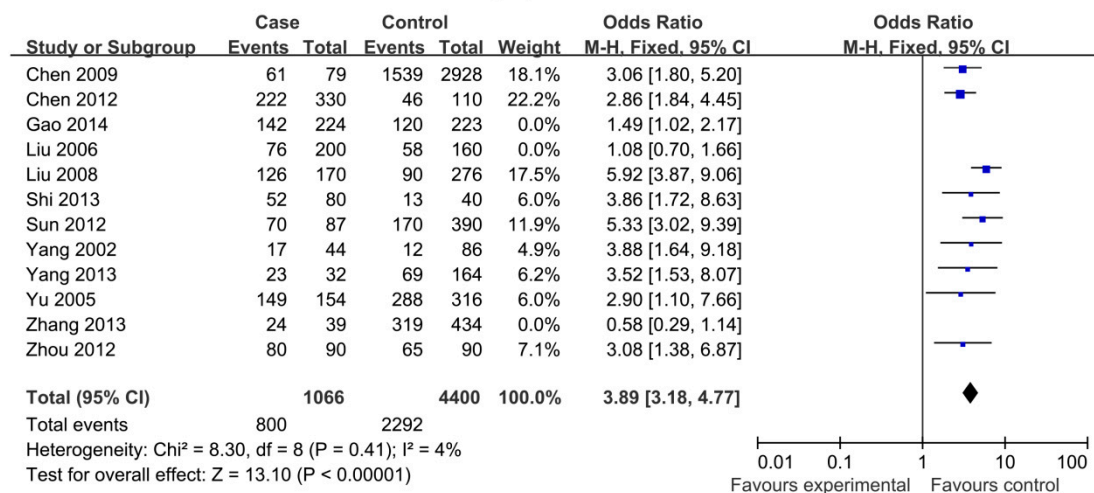 Case Control Odds Ratio Odds Ratio
Study or Subgroup Events Total Events Total Weight M-H, Fixed, 95% CI M-H, Fixed, 95% CI
Chen 2009 61 79 1539 2928 18.1% 3.06 [1.80, 5.20]
Chen 2012 222 330 46 110 22.2% 2.86 [1.84, 4.45]
Gao 2014 142 224 120 223 0.0% 1.49 [1.02, 2.17]
Liu 2006 76 200 58 160 0.0% 1.08 [0.70, 1.66]
Liu 2008 126 170 90 276 17.5% 5.92 [3.87, 9.06]
Shi 2013 52 80 13 40 6.0% 3.86 [1.72, 8.63]
Sun 2012 70 87 170 390 11.9% 5.33 [3.02, 9.39]
Yang 2002 17 44 12 86 4.9% 3.88 [1.64, 9.18]
Yang 2013 23 32 69 164 6.2% 3.52 [1.53, 8.07]
Yu 2005 149 154 288 316 6.0% 2.90 [1.10, 7.66]
Zhang 2013 24 39 319 434 0.0% 0.58 [0.29, 1.14]
Zhou 2012 80 90 65 90 7.1% 3.08 [1.38, 6.87]
Total (95% CI) 1066 4400 100.0% 3.89 [3.18, 4.77]
Total events 800 2292
Heterogeneity: Chi² = 8.30, df = 8 (P = 0.41); I² = 4%
Test for overall effect: Z = 13.10 (P < 0.00001)
0.01 0.1 1 10 100
Favours experimental Favours control